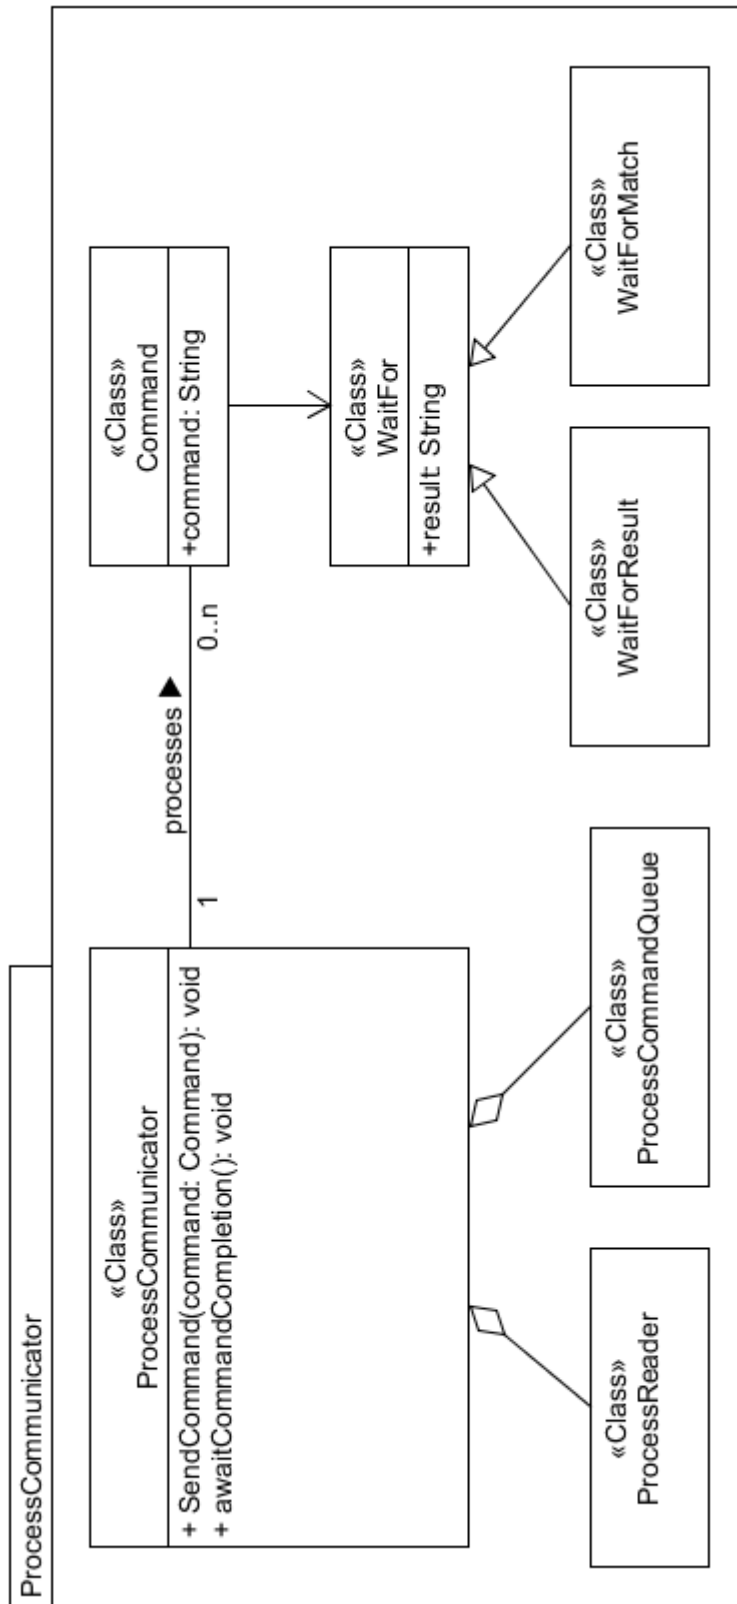 ProcessCommunicator
«Class»
ProcessCommunicator
+ SendCommand(command: Command): void
+ awaitCommandCompletion(): void
1
processes ▶
0..n
«Class»
Command
+command: String
«Class»
WaitFor
+result: String
«Class»
ProcessReader
«Class»
ProcessCommandQueue
«Class»
WaitForResult
«Class»
WaitForMatch